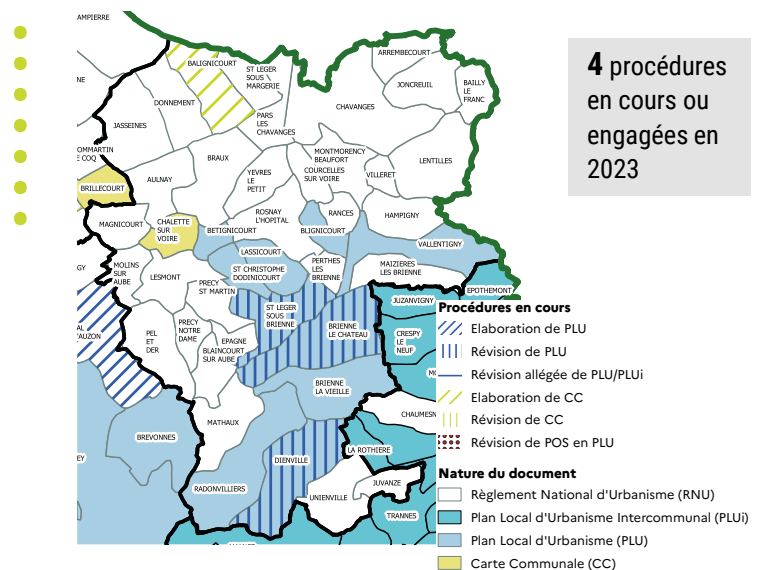 AMPIERRE
BALIGNICOURT
ST LEGER
SOUS
MARGERIE
ARREMBECOURT
JONCREUIL
BAILLY
LE
FRANC
NE
DONNEMENT
CHAVANGES
JASSEINES
PARS
LES
CHAVANGES
OMMARTIN
E COQ
BRAUX
MONTMORENCY
BEAUFORT
LENTILLES
BRILLECOURT
AULNAY
YEVRES
LE
PETIT
COURCELLES
SUR VOIRE
VILLERET
MAGNICOURT
CHALETTE
SUR
VOIRE
BETIGNICOURT
ROSNAY
L'HOPITAL
RANCES
BLIGNICOURT
HAMPIGNY
VALLENTIGNY
GY
MOLINS
SUR
AUBE
LESMONT
LASSICOURT
ST CHRISTOPHE
DODINICOURT
PERTHES
LES
BRIENNE
MAIZIERES
LES BRIENNE
PRECY
ST MARTIN
EPOTHEMONT
JUZANVIGNY
ST LEGER
SOUS
BRIENNE
BRIENNE
LE CHATEAU
CRESPY
LE
NEUF
AL
'AUZON
PEL
ET
DER
PRECY
NOTRE
DAME
EPAGNE
BLAINCOURT
SUR AUBE
MO
BRIENNE
LA VIEILLE
CHAUMESN
MATHAUX
BREVONNES
LA ROTHIERE
EY
DIENVILLE
RADONVILLIERS
UNIENVILLE
JUVANZE
TRANNES
4 procédures
en cours ou
engagées en
2023
Procédures en cours
Elaboration de PLU
Révision de PLU
Révision allégée de PLU/PLUi
Elaboration de CC
Révision de CC
Révision de POS en PLU
Nature du document
Règlement National d'Urbanisme (RNU)
Plan Local d'Urbanisme Intercommunal (PLUi)
Plan Local d'Urbanisme (PLU)
Carte Communale (CC)